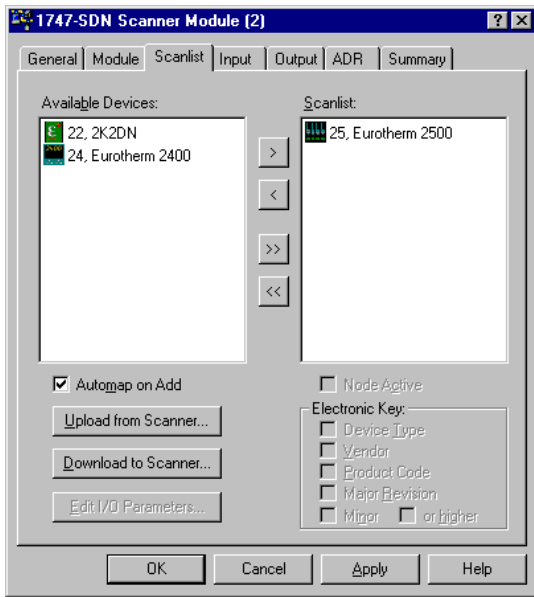 1747-SDN Scanner Module (2)
General Module Scanlist Input Output ADR Summary
Available Devices: Scanlist:
22, 2K2DN 25, Eurotherm 2500
24, Eurotherm 2400
>
<
>>
<<
Automap on Add Node Active
Upload from Scanner... Electronic Key:
Device Type
Download to Scanner... Vendor
Product Code
Edit I/O Parameters... Major Revision
Minor or higher
OK Cancel Apply Help